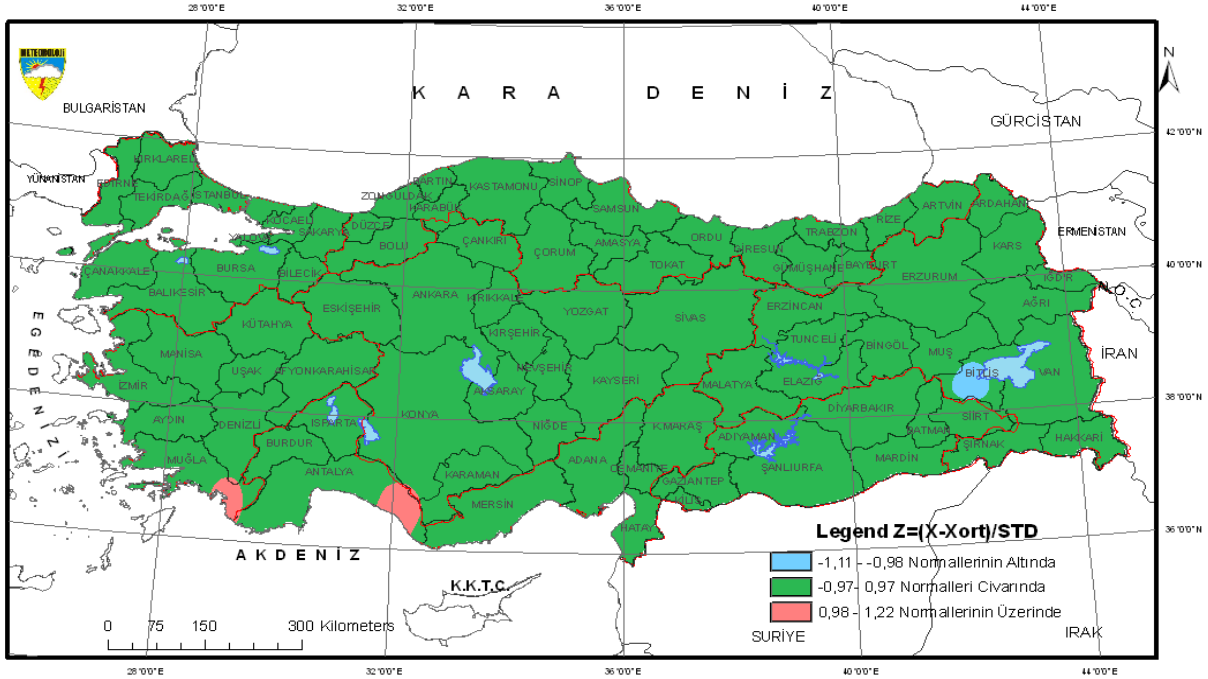 28°0'0"E 32°0'0"E 36°0'0"E 40°0'0"E 44°0'0"E
METEOROLOJİ
N
BULGARİSTAN
K A R A D E N İ Z
GÜRCİSTAN
42°0'0"N
YUNANİSTAN
KIRKLARELİ
EDİRNE
TEKİRDAĞ
İSTANBUL
KOCAELİ
YALOVA
SAKARYA
DÜZCE
ZONGULDAK
BARTIN
KARABÜK
KASTAMONU
SİNOP
SAMSUN
BOLU
ÇANKIRI
ÇORUM
AMASYA
TOKAT
ORDU
GİRESUN
TRABZON
GÜMÜŞHANE
BAYBURT
RİZE
ARTVİN
ARDAHAN
KARS
ERZURUM
IĞDIR
AĞRI
ERMENİSTAN
N.O.C
40°0'0"N
ÇANAKKALE
BALIKESİR
BURSA
BİLECİK
ESKİŞEHİR
KÜTAHYA
ANKARA
KIRIKKALE
KIRŞEHİR
YOZGAT
SİVAS
ERZİNCAN
TUNCELİ
BİNGÖL
MUŞ
BİTLİS
VAN
İRAN
E G E D E N İ Z İ
MANİSA
İZMİR
UŞAK
AFYONKARAHİSAR
AKSARAY
NEVŞEHİR
KAYSERİ
MALATYA
ELAZIĞ
DİYARBAKIR
SİİRT
BATMAN
ŞIRNAK
HAKKARİ
38°0'0"N
AYDIN
DENİZLİ
MUĞLA
BURDUR
ISPARTA
KONYA
ANTALYA
KARAMAN
NİĞDE
MERSİN
ADANA
OSMANİYE
K.MARAŞ
GAZİANTEP
KİLİS
HATAY
ADIYAMAN
ŞANLIURFA
MARDİN
36°0'0"N
A K D E N İ Z
K.K.T.C.
Legend Z=(X-Xort)/STD
-1,11 - -0,98 Normallerinin Altında
-0,97- 0,97 Normalleri Civarında
0,98 - 1,22 Normallerinin Üzerinde
0 75 150 300 Kilometers
SURİYE
IRAK
28°0'0"E 32°0'0"E 36°0'0"E 40°0'0"E 44°0'0"E